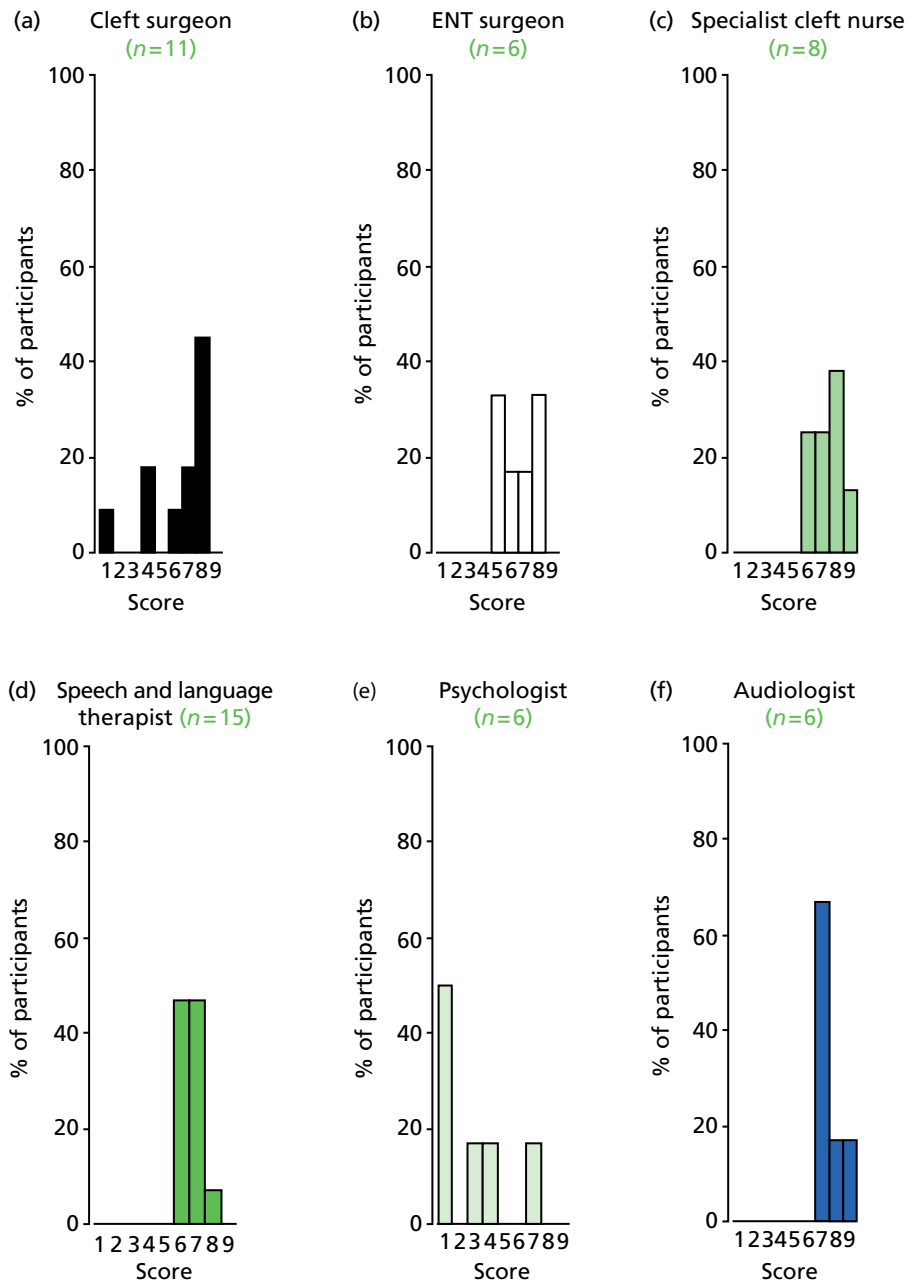 (a) Cleft surgeon
(n=11)
100
80
60
40
20
0
% of participants
123456789
Score
(b) ENT surgeon
(n=6)
100
80
60
40
20
0
% of participants
123456789
Score
(c) Specialist cleft nurse
(n=8)
100
80
60
40
20
0
% of participants
123456789
Score
(d) Speech and language
therapist (n=15)
100
80
60
40
20
0
% of participants
1 2 3 4 5 6 7 8 9
Score
(e) Psychologist
(n=6)
100
80
60
40
20
0
% of participants
123456789
Score
(f) Audiologist
(n=6)
100
80
60
40
20
0
% of participants
123456789
Score